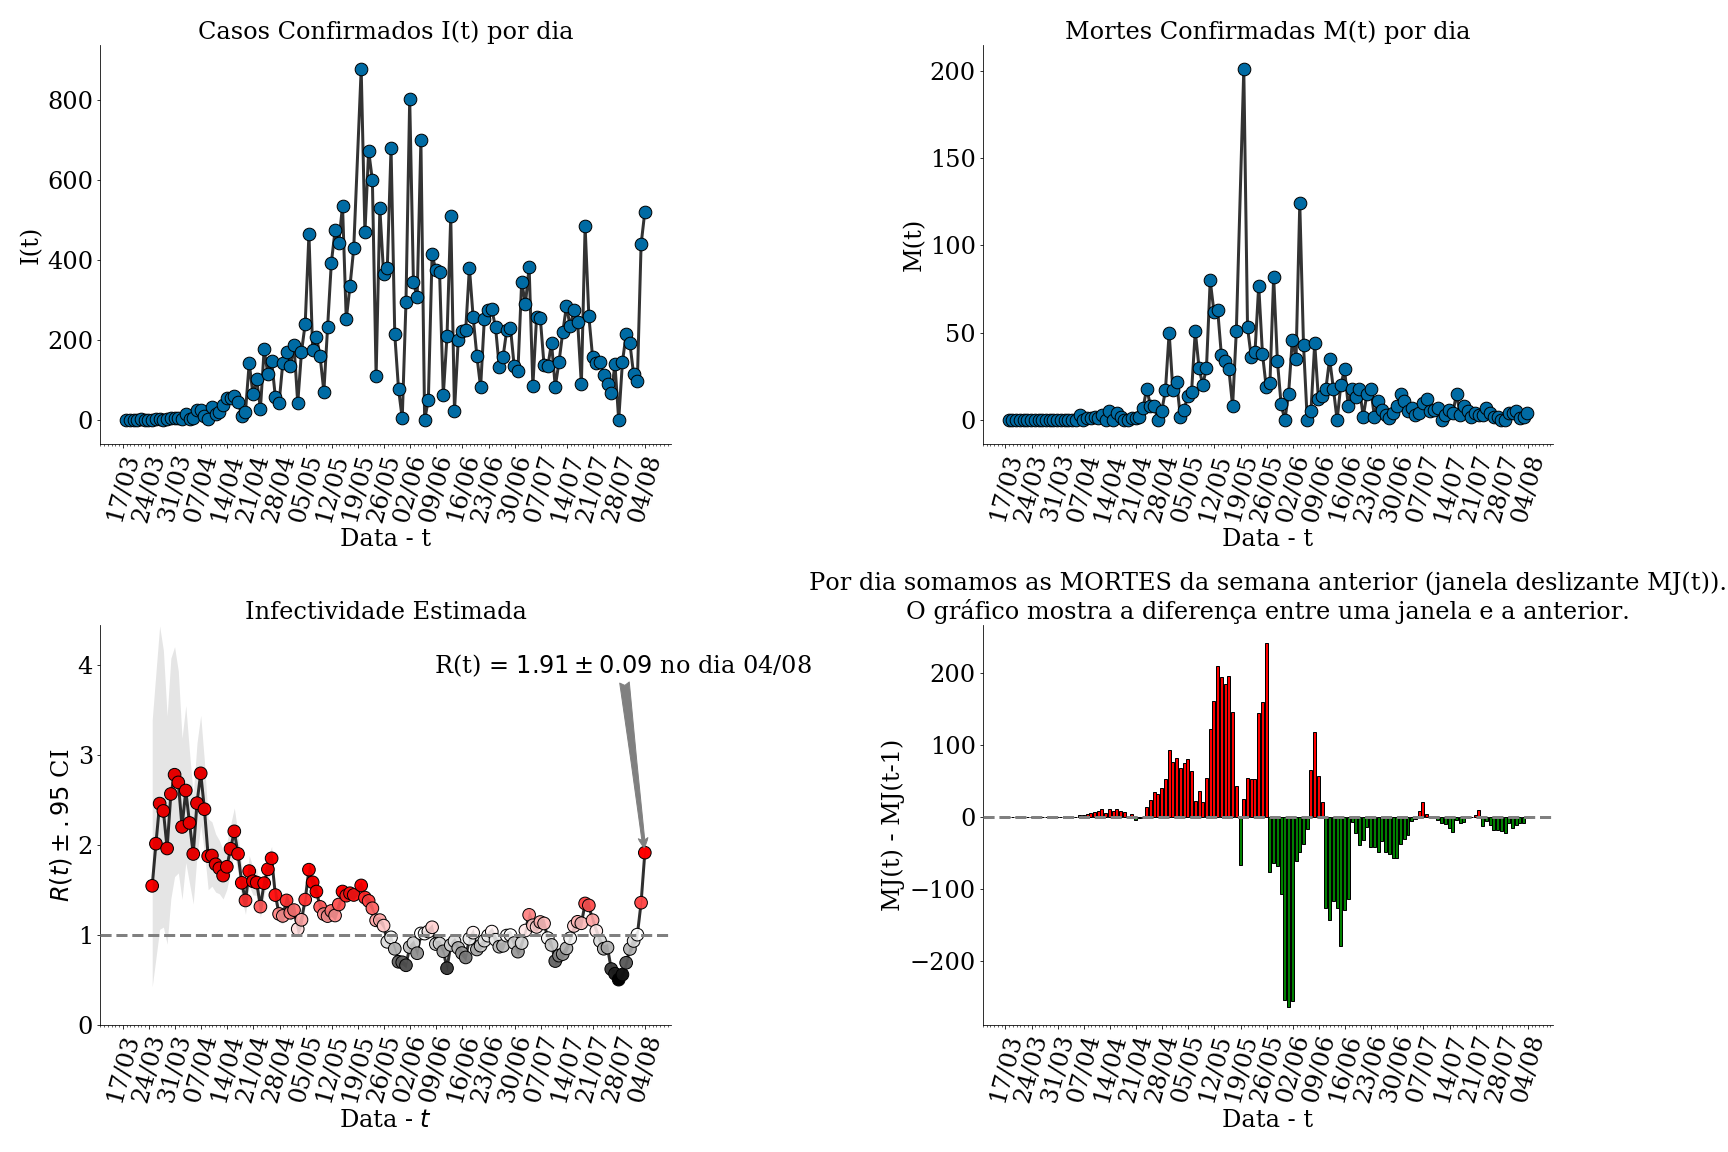 Casos Confirmados I(t) por dia
I(t)
800
600
400
200
0
17/03 24/03 31/03 07/04 14/04 21/04 28/04 05/05 12/05 19/05 26/05 02/06 09/06 16/06 23/06 30/06 07/07 14/07 21/07 28/07 04/08
Data - t
Mortes Confirmadas M(t) por dia
M(t)
200
150
100
50
0
17/03 24/03 31/03 07/04 14/04 21/04 28/04 05/05 12/05 19/05 26/05 02/06 09/06 16/06 23/06 30/06 07/07 14/07 21/07 28/07 04/08
Data - t
Infectividade Estimada
R(t) = 1.91 ± 0.09 no dia 04/08
R(t) ± .95 CI
4
3
2
1
0
17/03 24/03 31/03 07/04 14/04 21/04 28/04 05/05 12/05 19/05 26/05 02/06 09/06 16/06 23/06 30/06 07/07 14/07 21/07 28/07 04/08
Data - t
Por dia somamos as MORTES da semana anterior (janela deslizante MJ(t)).
O gráfico mostra a diferença entre uma janela e a anterior.
MJ(t) - MJ(t-1)
200
100
0
−100
−200
17/03 24/03 31/03 07/04 14/04 21/04 28/04 05/05 12/05 19/05 26/05 02/06 09/06 16/06 23/06 30/06 07/07 14/07 21/07 28/07 04/08
Data - t